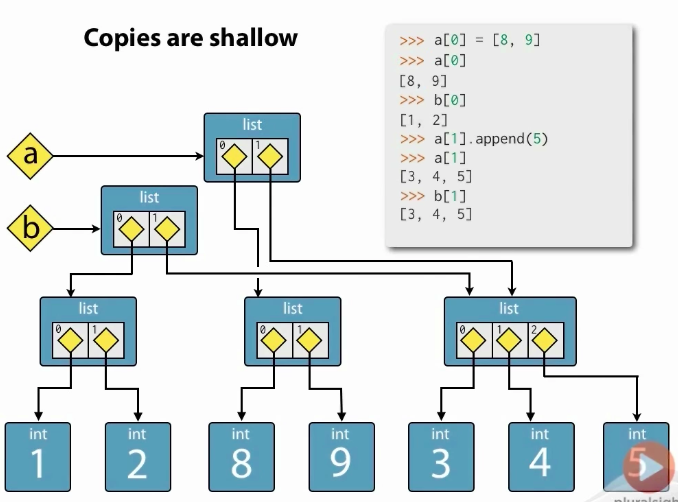 Copies are shallow
>>> a[0] = [8, 9]
>>> a[0]
[8, 9]
>>> b[0]
[1, 2]
>>> a[1].append(5)
>>> a[1]
[3, 4, 5]
>>> b[1]
[3, 4, 5]
a
list
0 1
b
list
0 1
list
0 1
list
0 1
list
0 1 2
int
1
int
2
int
8
int
9
int
3
int
4
int
5